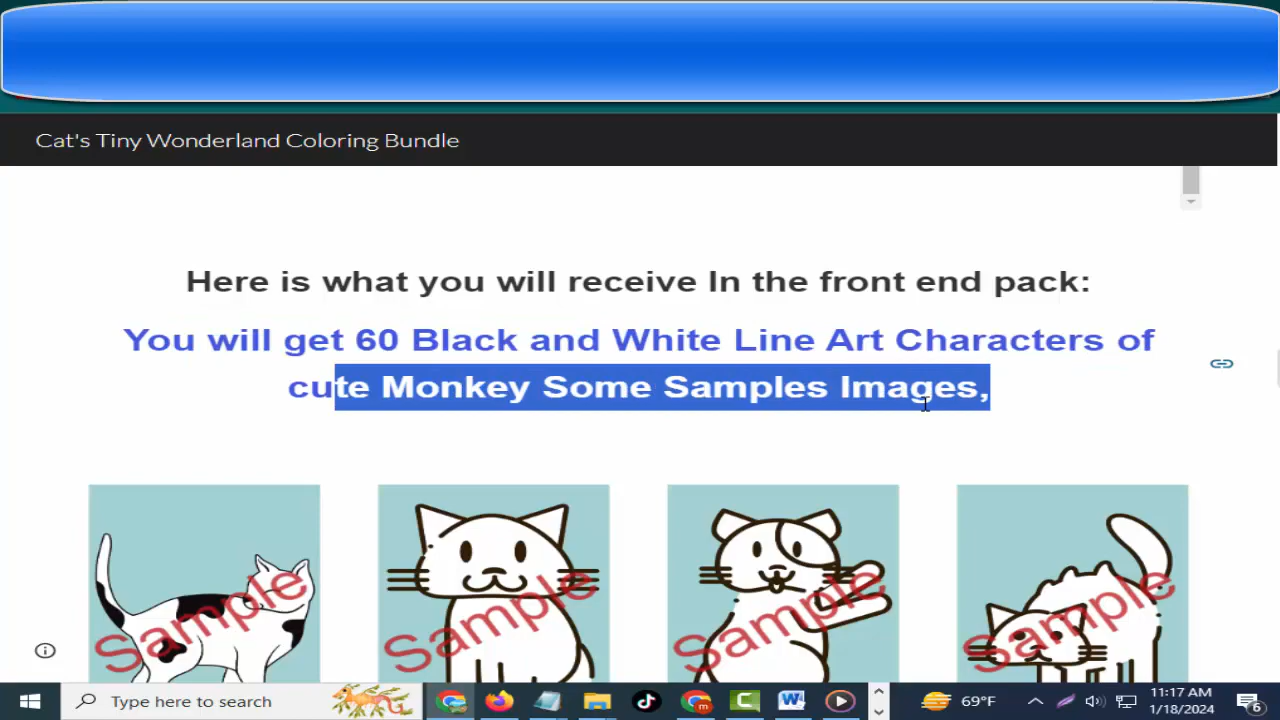 Cat's Tiny Wonderland Coloring Bundle
Here is what you will receive In the front end pack:
You will get 60 Black and White Line Art Characters of
cute Monkey Some Samples Images,
Sample
Sample
Sample
Sample
Type here to search
69°F
11:17 AM
1/18/2024
6